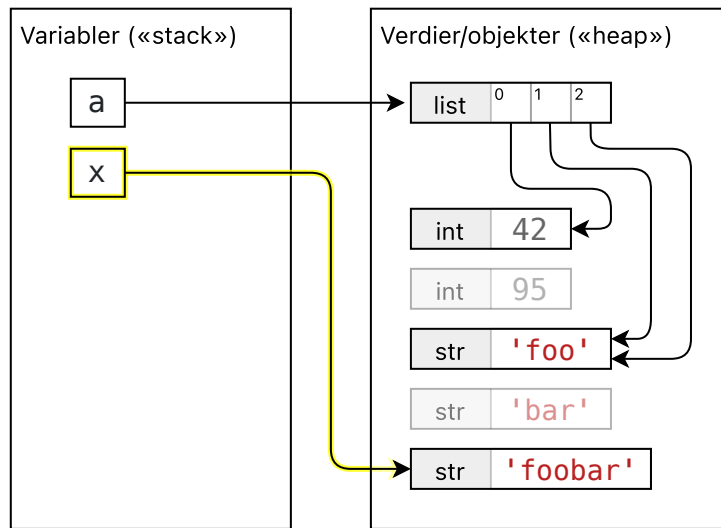 Variabler («stack»)
Verdier/objekter («heap»)
a
list 0 1 2
x
int 42
int 95
str 'foo'
str 'bar'
str 'foobar'